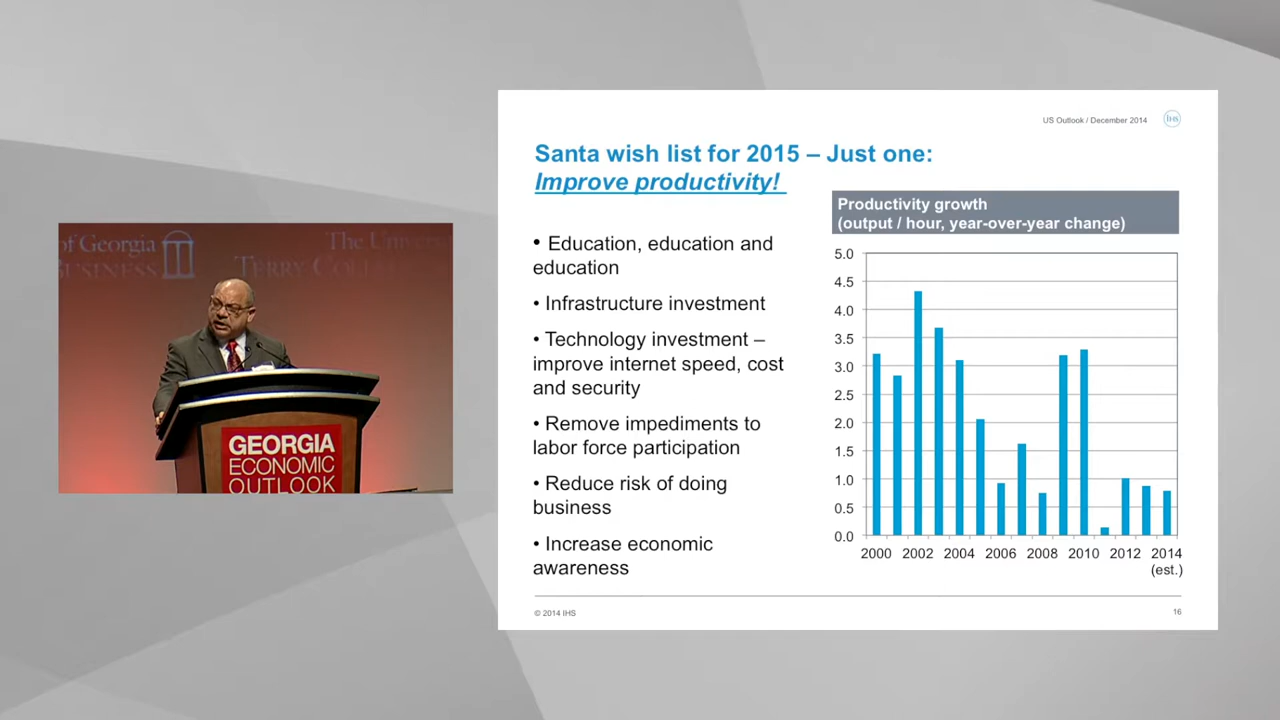 of Georgia
BUSINESS
The Univers
TERRY COLL
GEORGIA
ECONOMIC
OUTLOOK
US Outlook / December 2014
IHS
Santa wish list for 2015 – Just one:
Improve productivity!
• Education, education and
education
• Infrastructure investment
• Technology investment –
improve internet speed, cost
and security
• Remove impediments to
labor force participation
• Reduce risk of doing
business
• Increase economic
awareness
Productivity growth
(output / hour, year-over-year change)
5.0
4.5
4.0
3.5
3.0
2.5
2.0
1.5
1.0
0.5
0.0
2000 2002 2004 2006 2008 2010 2012 2014
(est.)
© 2014 IHS
16